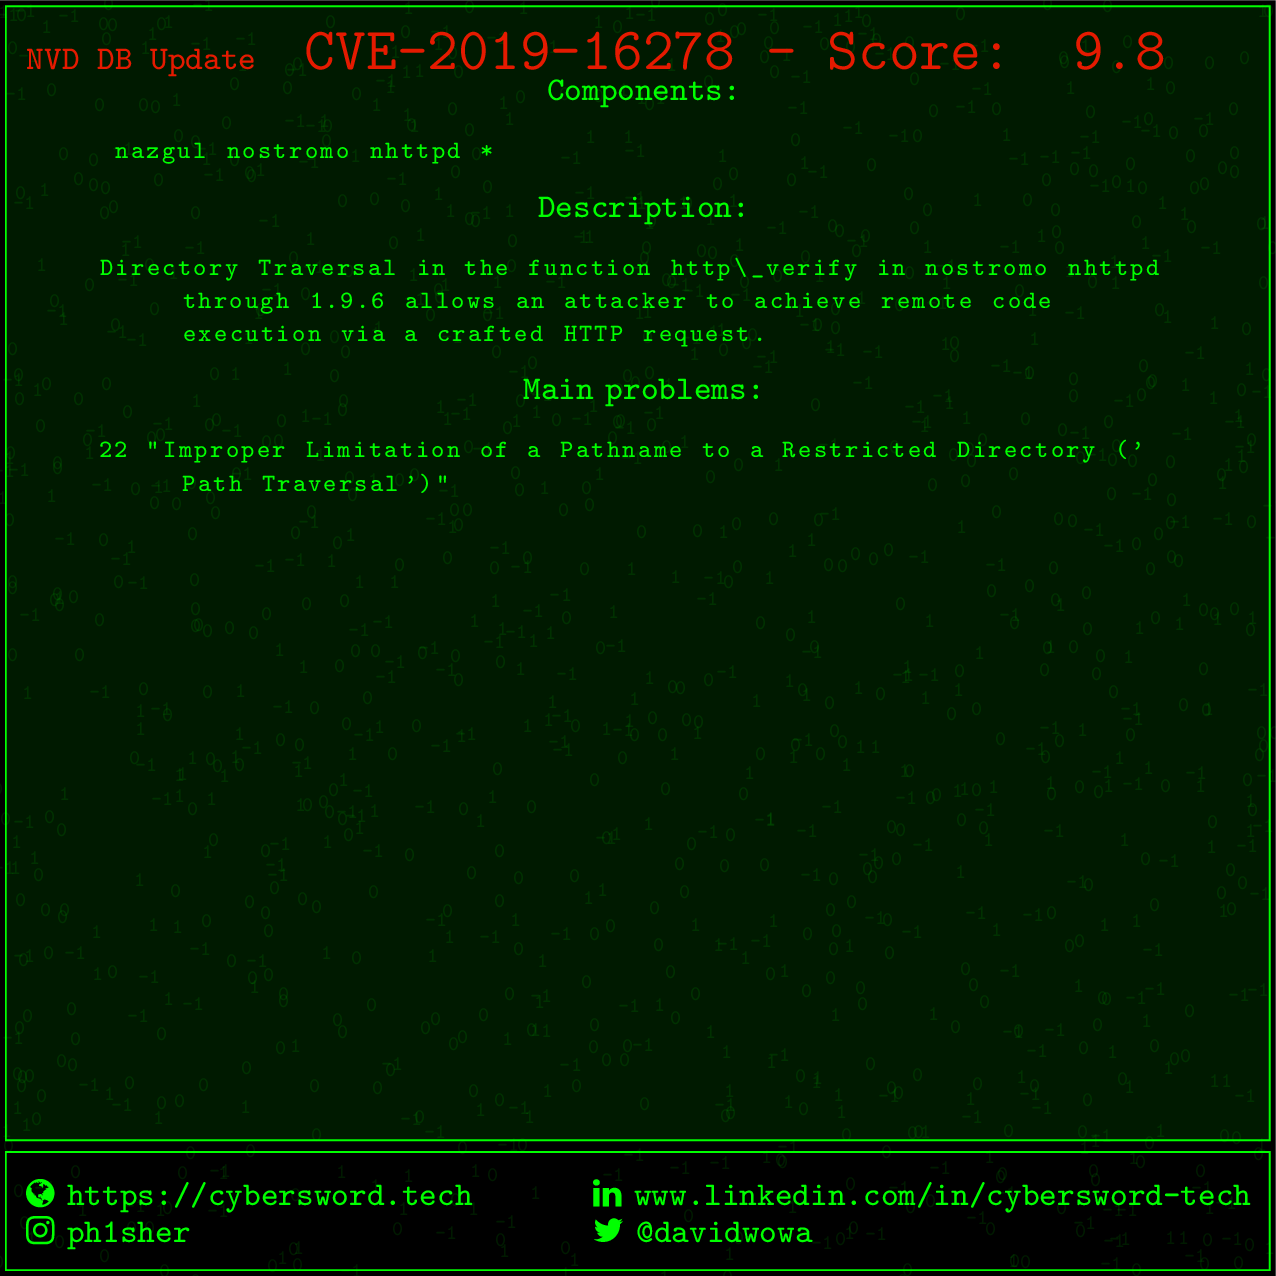 NVD DB Update CVE-2019-16278 - Score: 9.8
Components:
nazgul nostromo nhttpd *
Description:
Directory Traversal in the function http\_verify in nostromo nhttpd
through 1.9.6 allows an attacker to achieve remote code
execution via a crafted HTTP request.
Main problems:
22 "Improper Limitation of a Pathname to a Restricted Directory ('
Path Traversal')"
https://cybersword.tech
www.linkedin.com/in/cybersword-tech
ph1sher
@davidwowa